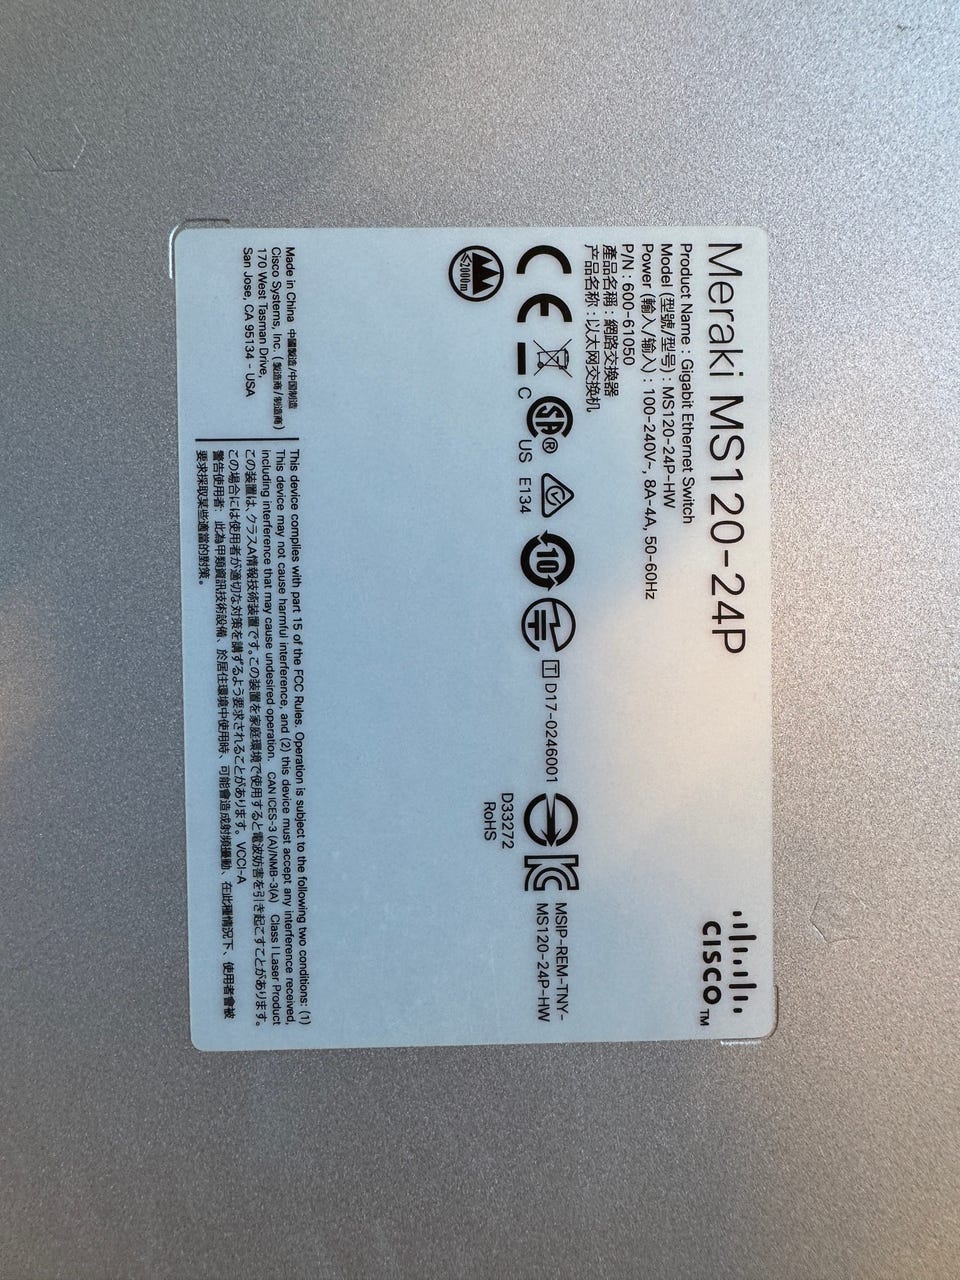 Meraki MS120-24P
CISCO™
Product Name : Gigabit Ethernet Switch
Model (型號/型号) : MS120-24P-HW
Power (輸入/输入) : 100-240V~, 8A-4A, 50-60Hz
P/N : 600-61050
產品名稱 : 網路交換器
产品名称 : 以太网交换机
CE
C SA® US
E134
10
T D17-0246001
D33272
RoHS
MSIP-REM-TNY-
MS120-24P-HW
≤2000m
Made in China 中國製造/中国制造
Cisco Systems, Inc. (製造商/制造商)
170 West Tasman Drive,
San Jose, CA 95134 - USA
This device complies with part 15 of the FCC Rules. Operation is subject to the following two conditions: (1)
This device may not cause harmful interference, and (2) this device must accept any interference received,
including interference that may cause undesired operation. CAN ICES-3 (A)/NMB-3(A) Class I Laser Product
この装置は、クラスA情報技術装置です。この装置を家庭環境で使用すると電波妨害を引き起こすことがあります。
この場合には使用者が適切な対策を講ずるよう要求されることがあります。VCCI-A
警告使用者: 此為甲類資訊技術設備、於居住環境中使用時、可能會造成射頻擾動、在此種情況下、使用者會被
要求採取某些適當的對策。